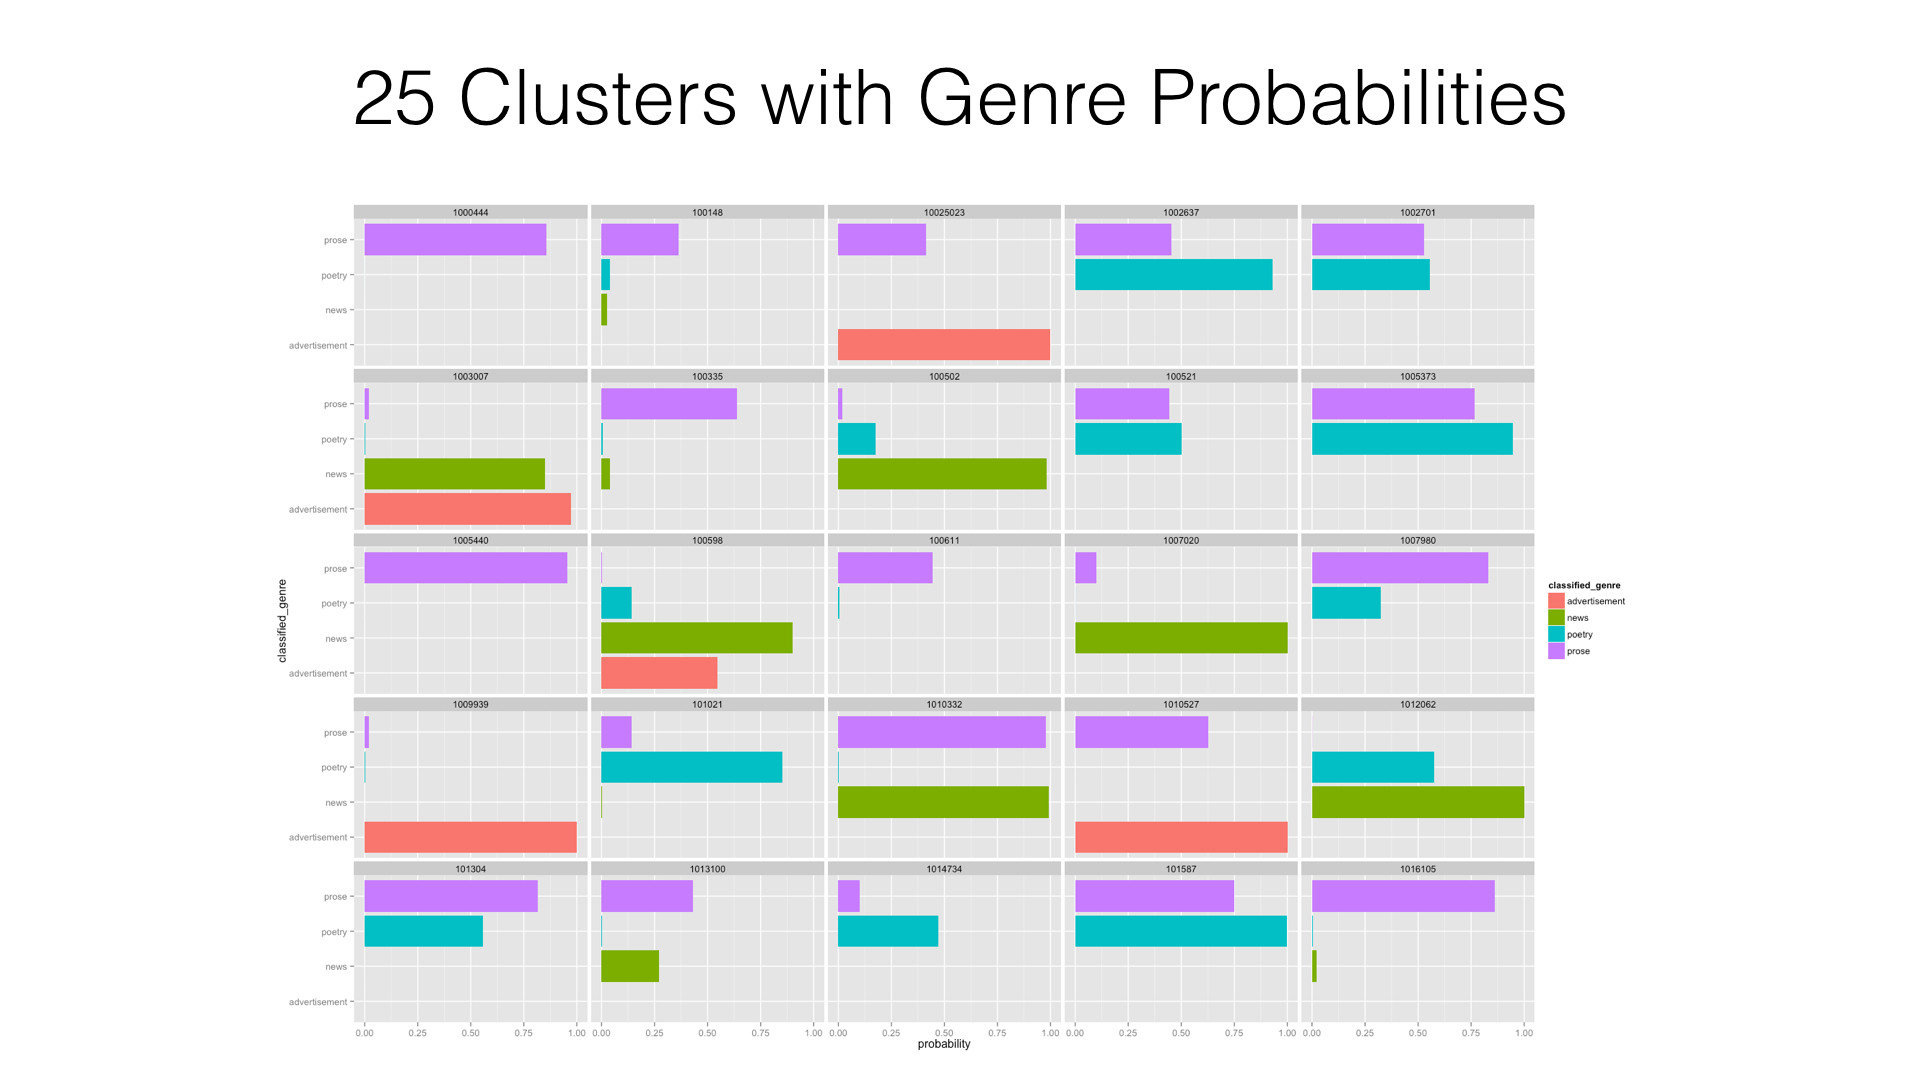 25 Clusters with Genre Probabilities
1000444 100148 10025023 1002637 1002701
prose
poetry
news
advertisement
1003007 100335 100502 100521 1005373
prose
poetry
news
advertisement
1005440 100598 100611 1007020 1007980
prose
poetry
news
advertisement
1009939 101021 1010332 1010527 1012062
prose
poetry
news
advertisement
101304 1013100 1014734 101587 1016105
prose
poetry
news
advertisement
0.00 0.25 0.50 0.75 1.00 0.00 0.25 0.50 0.75 1.00 0.00 0.25 0.50 0.75 1.00 0.00 0.25 0.50 0.75 1.00 0.00 0.25 0.50 0.75 1.00
probability
classified_genre
classified_genre
advertisement
news
poetry
prose